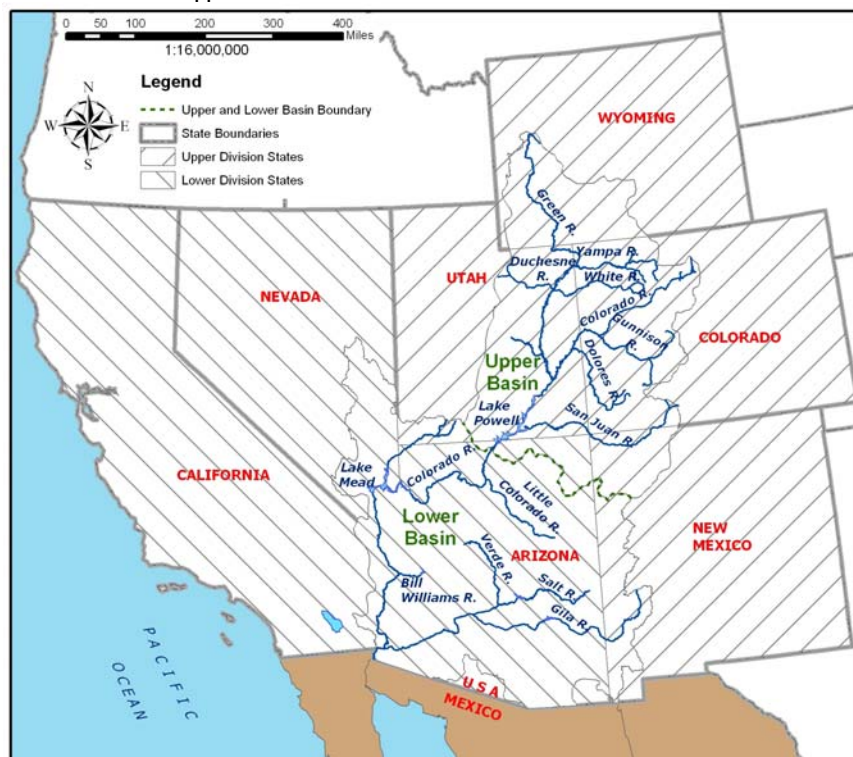 0 50 100 200 300 400
Miles
1:16,000,000
Legend
Upper and Lower Basin Boundary
State Boundaries
Upper Division States
Lower Division States
N
W E
S
WYOMING
Green R.
Yampa R.
Duchesne
R.
White R.
UTAH
NEVADA
Colorado R.
Gunnison
R.
COLORADO
Dolores R.
Upper
Basin
Lake
Powell
San Juan R.
CALIFORNIA
Lake
Mead
Colorado R.
Little
Colorado R.
Lower
Basin
ARIZONA
NEW
MEXICO
Verde R.
Bill
Williams R.
Salt R.
Gila R.
PACIFIC
OCEAN
USA
MEXICO